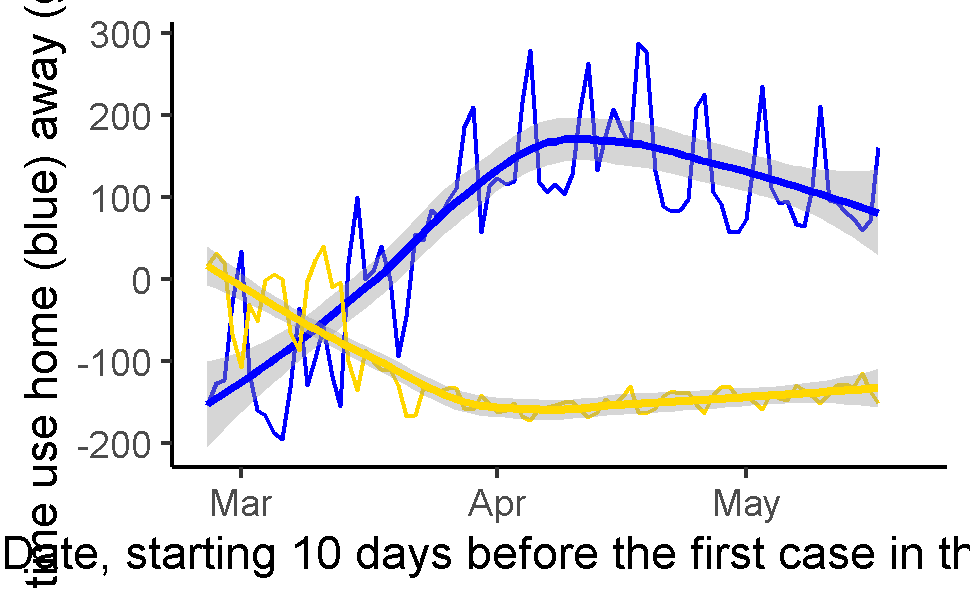 time use home (blue) away (
300
200
100
0
-100
-200
Mar Apr May
Date, starting 10 days before the first case in th